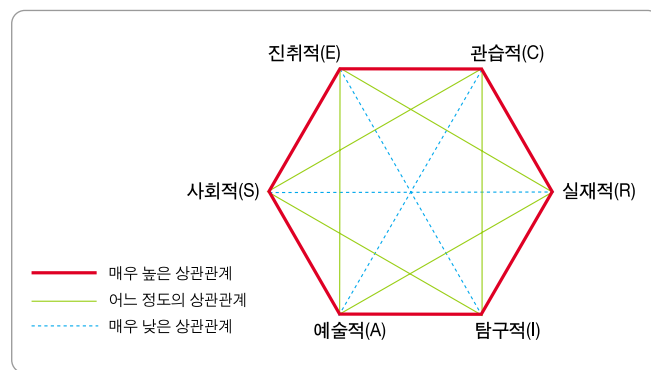 진취적(E) 관습적(C)
사회적(S) 실재적(R)
매우 높은 상관관계
어느 정도의 상관관계
매우 낮은 상관관계
예술적(A) 탐구적(I)